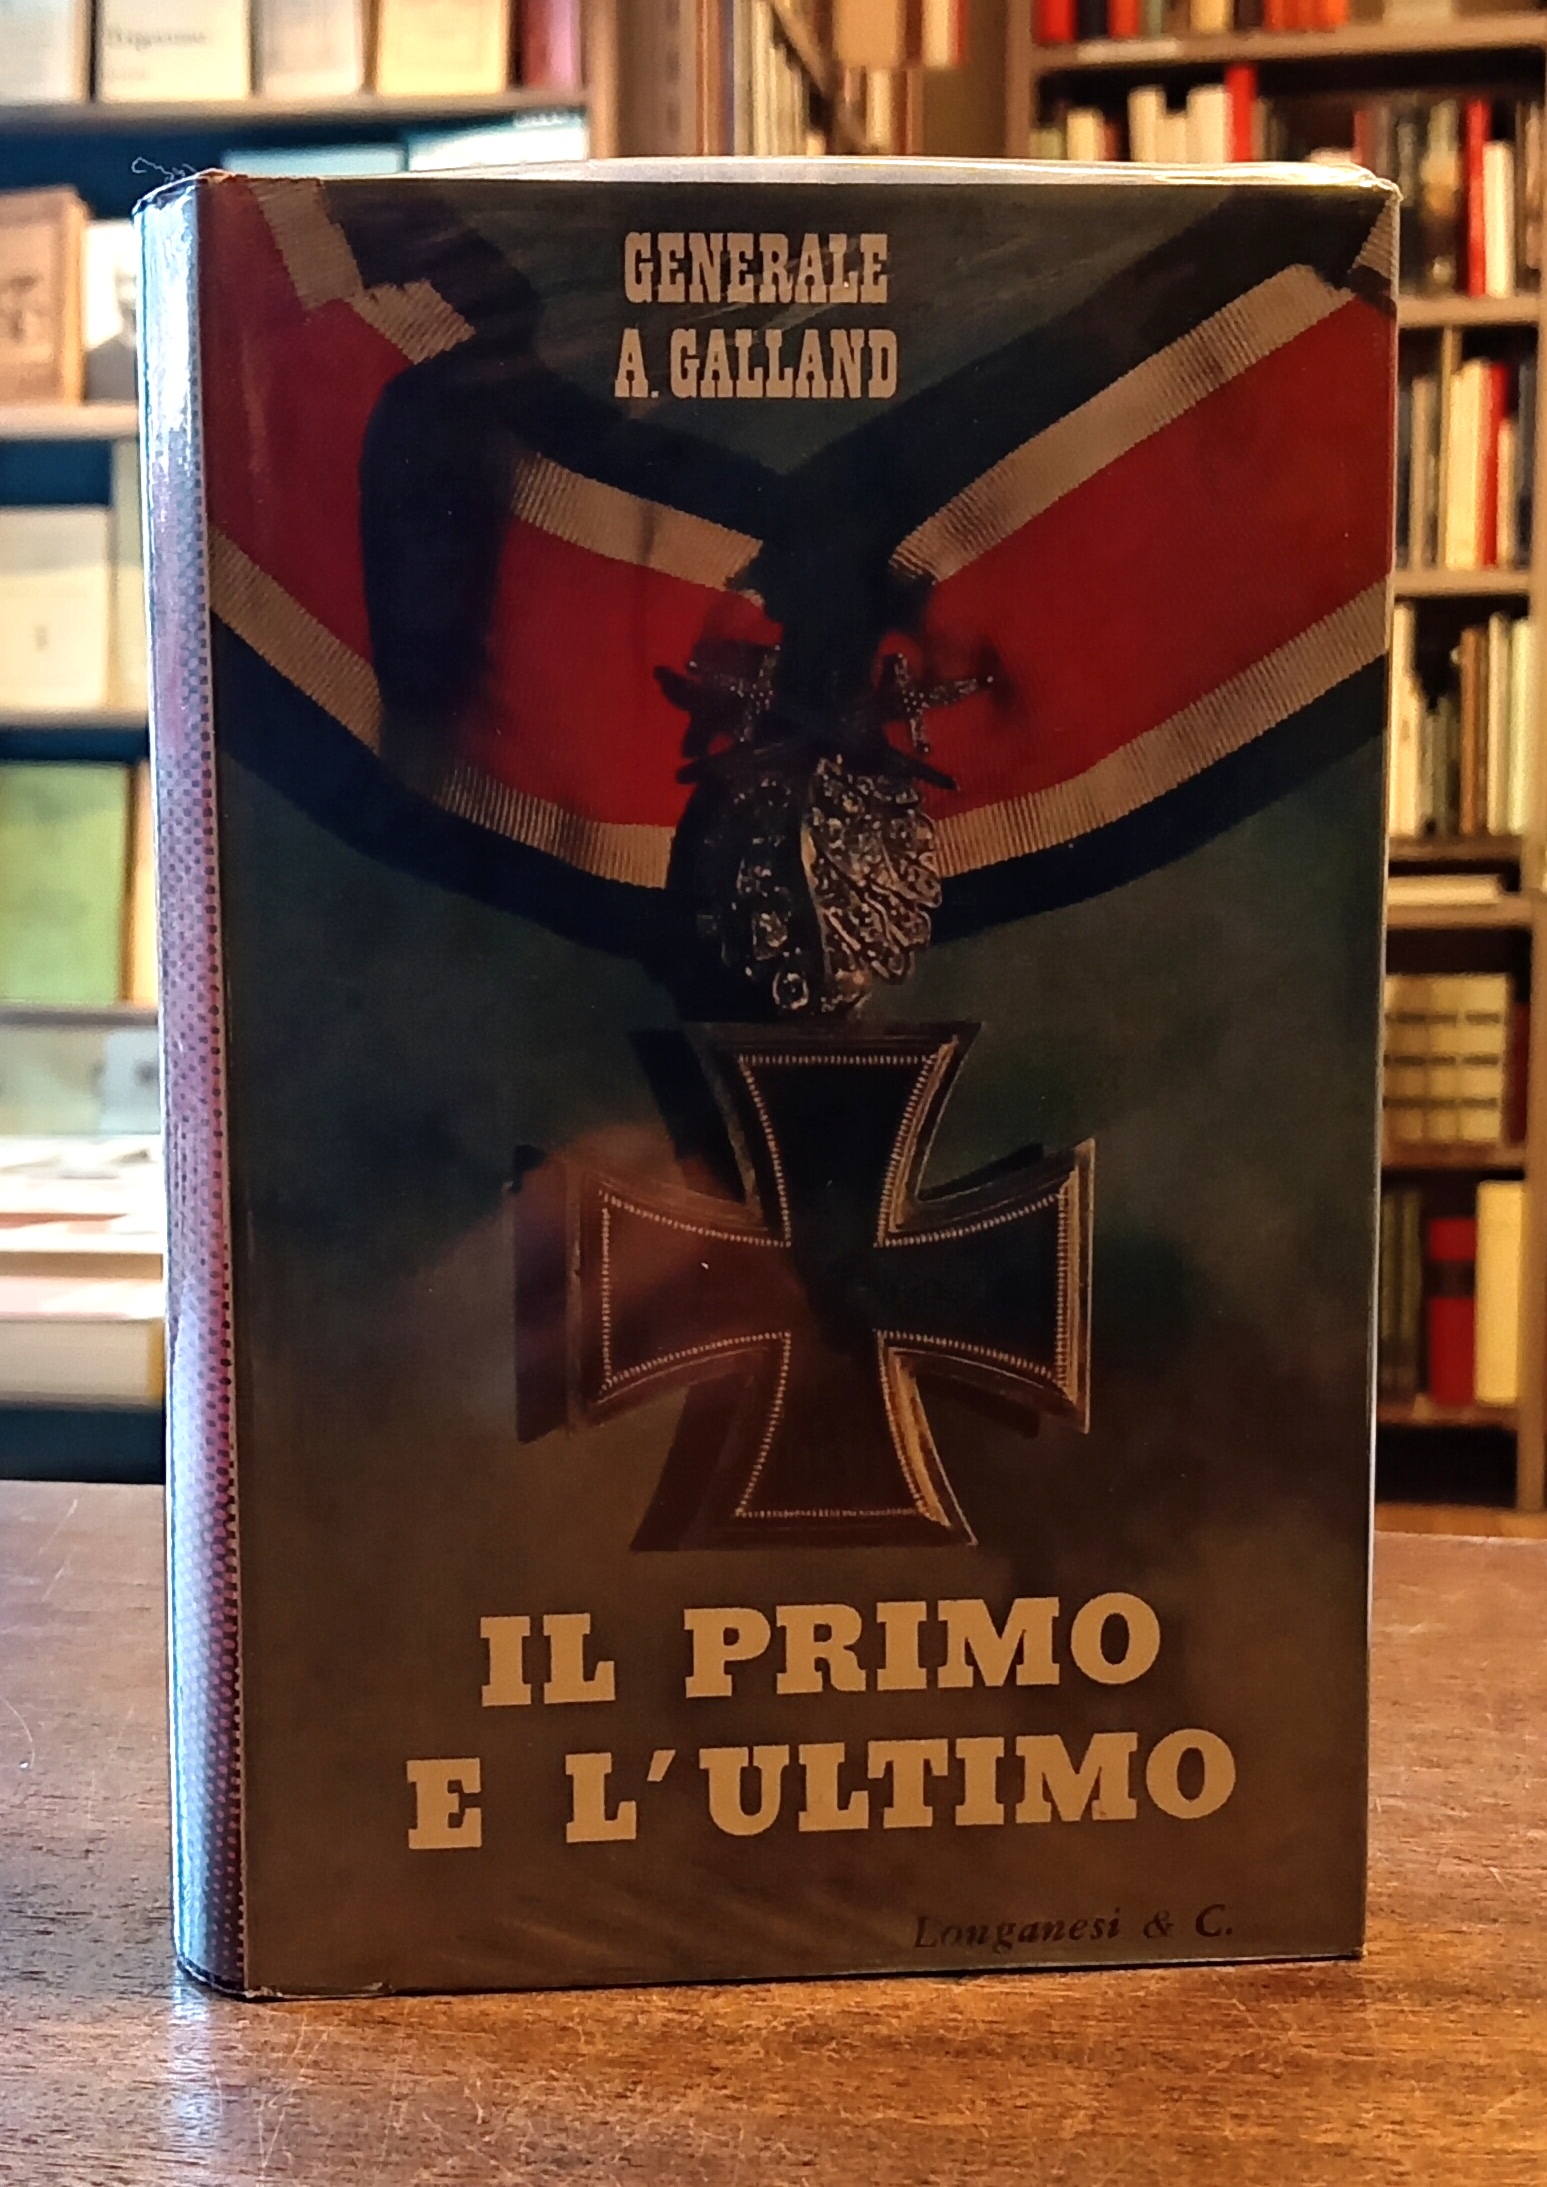 GENERALE
A. GALLAND
IL PRIMO
E L'ULTIMO
Longanesi & C.